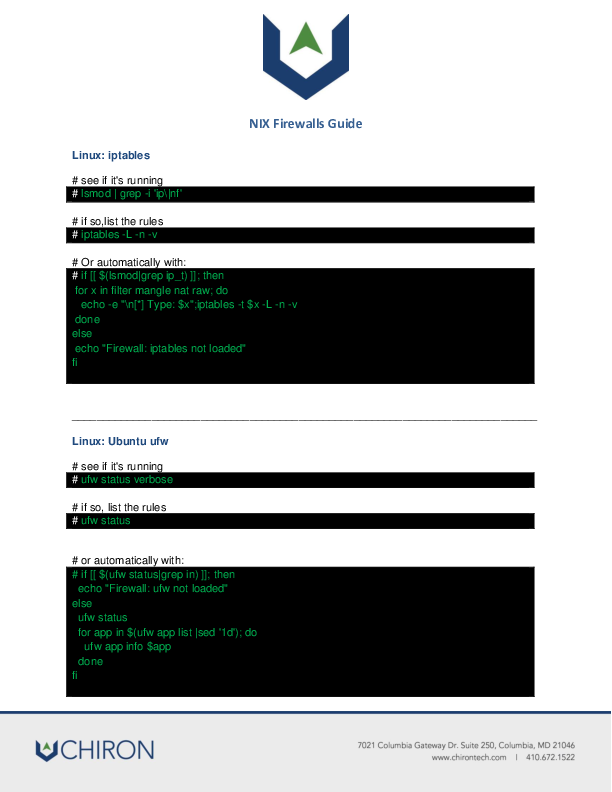 NIX Firewalls Guide
Linux: iptables
# see if it's running
# lsmod | grep -i 'ip\|nf'
# if so,list the rules
# iptables -L -n -v
# Or automatically with:
# if [[ $(lsmod|grep ip_t) ]]; then
for x in filter mangle nat raw; do
echo -e "\n[*] Type: $x";iptables -t $x -L -n -v
done
else
echo "Firewall: iptables not loaded"
fi
Linux: Ubuntu ufw
# see if it's running
# ufw status verbose
# if so, list the rules
# ufw status
# or automatically with:
# if [[ $(ufw status|grep in) ]]; then
echo "Firewall: ufw not loaded"
else
ufw status
for app in $(ufw app list |sed '1d'); do
ufw app info $app
done
fi
CHIRON
7021 Columbia Gateway Dr. Suite 250, Columbia, MD 21046
www.chirontech.com | 410.672.1522